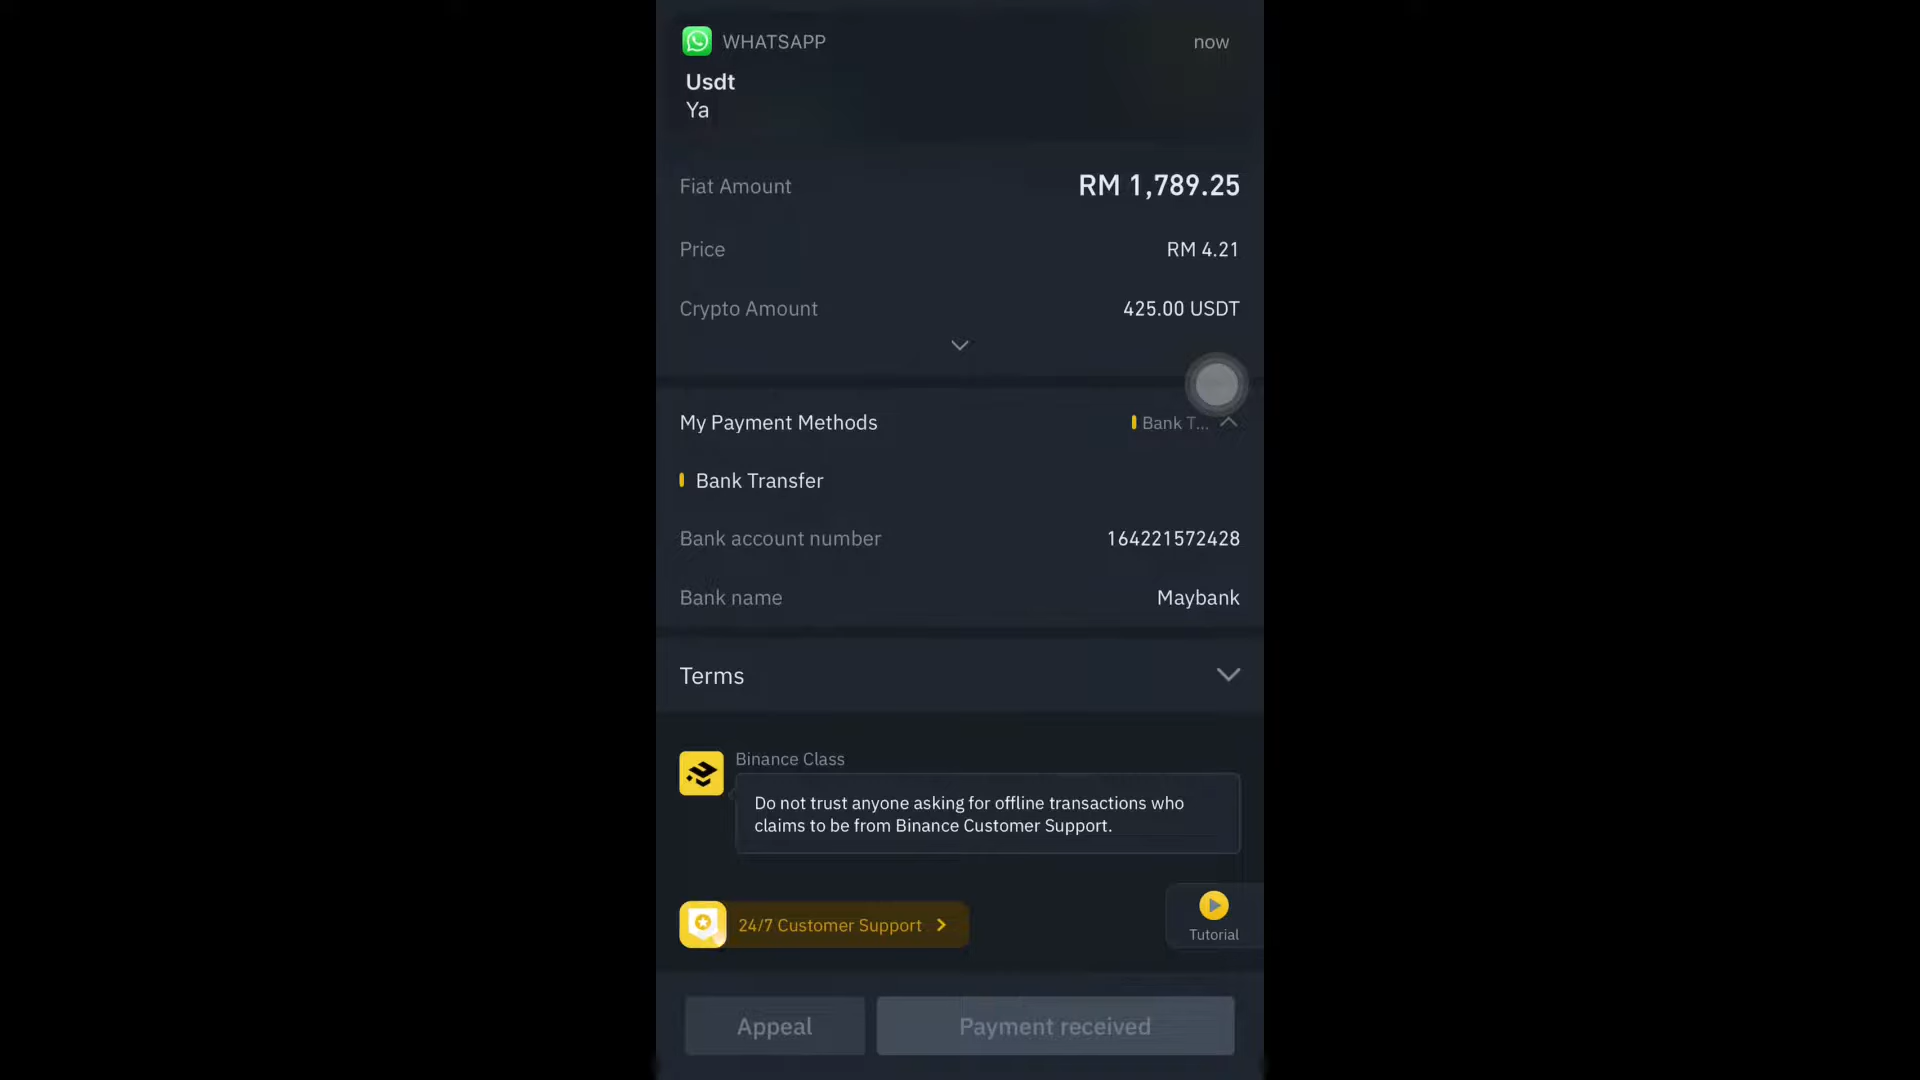 WHATSAPP now
Usdt
Ya
Fiat Amount RM 1,789.25
Price RM 4.21
Crypto Amount 425.00 USDT
My Payment Methods Bank T...
Bank Transfer
Bank account number 164221572428
Bank name Maybank
Terms
Binance Class
Do not trust anyone asking for offline transactions who
claims to be from Binance Customer Support.
24/7 Customer Support
Tutorial
Appeal Payment received